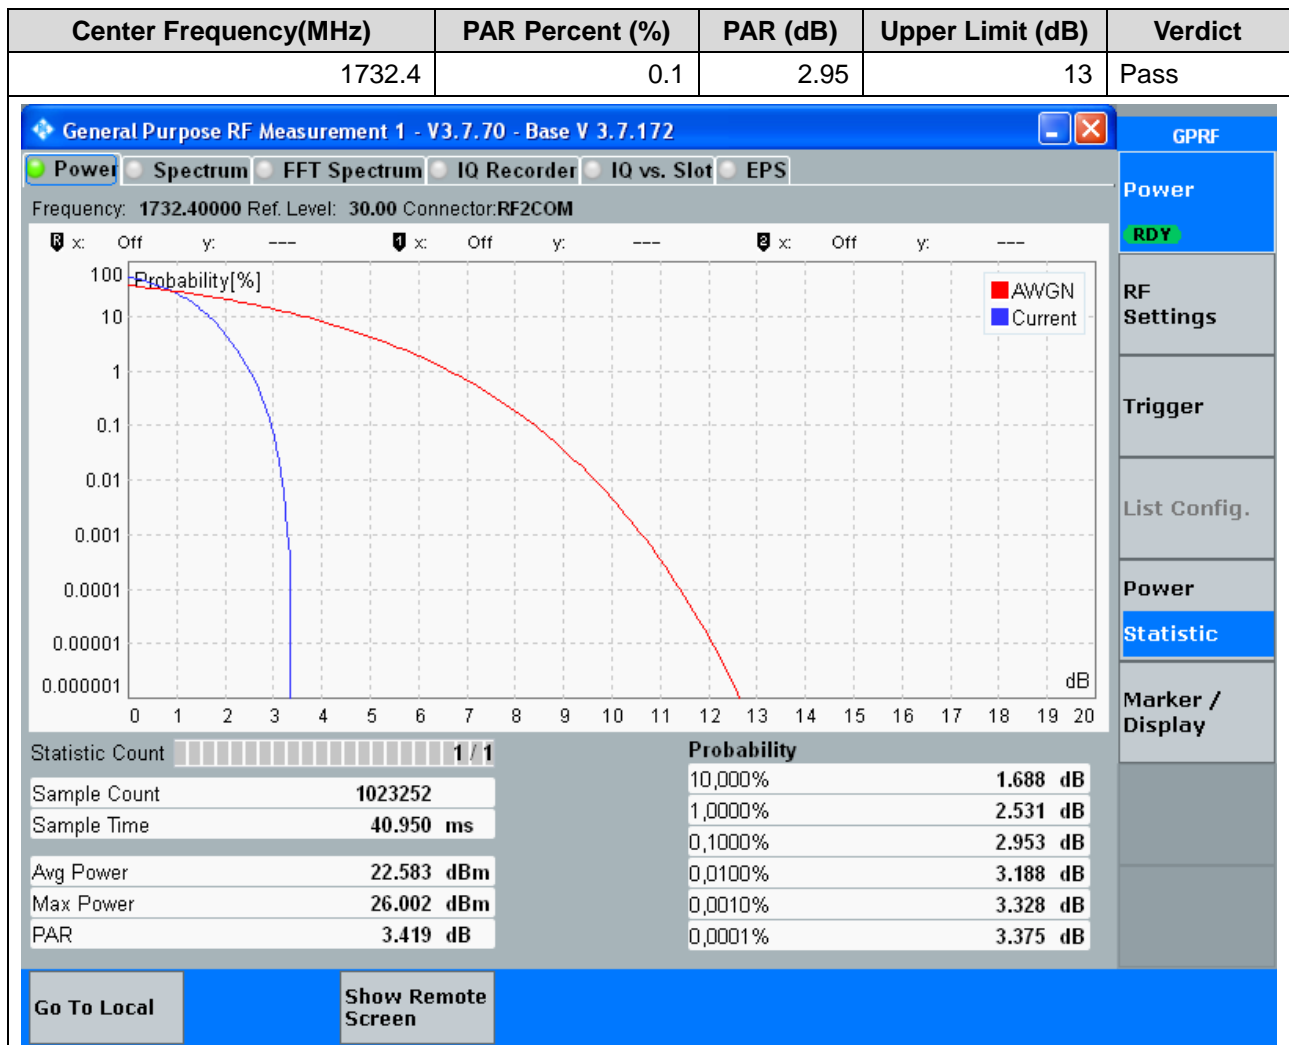 Center Frequency(MHz) PAR Percent (%) PAR (dB) Upper Limit (dB) Verdict
1732.4 0.1 2.95 13 Pass
General Purpose RF Measurement 1 - V3.7.70 - Base V 3.7.172
GPRF
Power Spectrum FFT Spectrum IQ Recorder IQ vs. Slot EPS
Power
RDY
Frequency: 1732.40000 Ref. Level: 30.00 Connector:RF2COM
R x: Off y: --- 1 x: Off y: --- 2 x: Off y: ---
Probability[%]
100
10
1
0.1
0.01
0.001
0.0001
0.00001
0.000001
AWGN
Current
dB
0 1 2 3 4 5 6 7 8 9 10 11 12 13 14 15 16 17 18 19 20
RF
Settings
Trigger
List Config.
Power
Statistic
Marker /
Display
Statistic Count 1 / 1
Sample Count 1023252
Sample Time 40.950 ms
Avg Power 22.583 dBm
Max Power 26.002 dBm
PAR 3.419 dB
Probability
10,000% 1.688 dB
1,0000% 2.531 dB
0,1000% 2.953 dB
0,0100% 3.188 dB
0,0010% 3.328 dB
0,0001% 3.375 dB
Go To Local
Show Remote
Screen